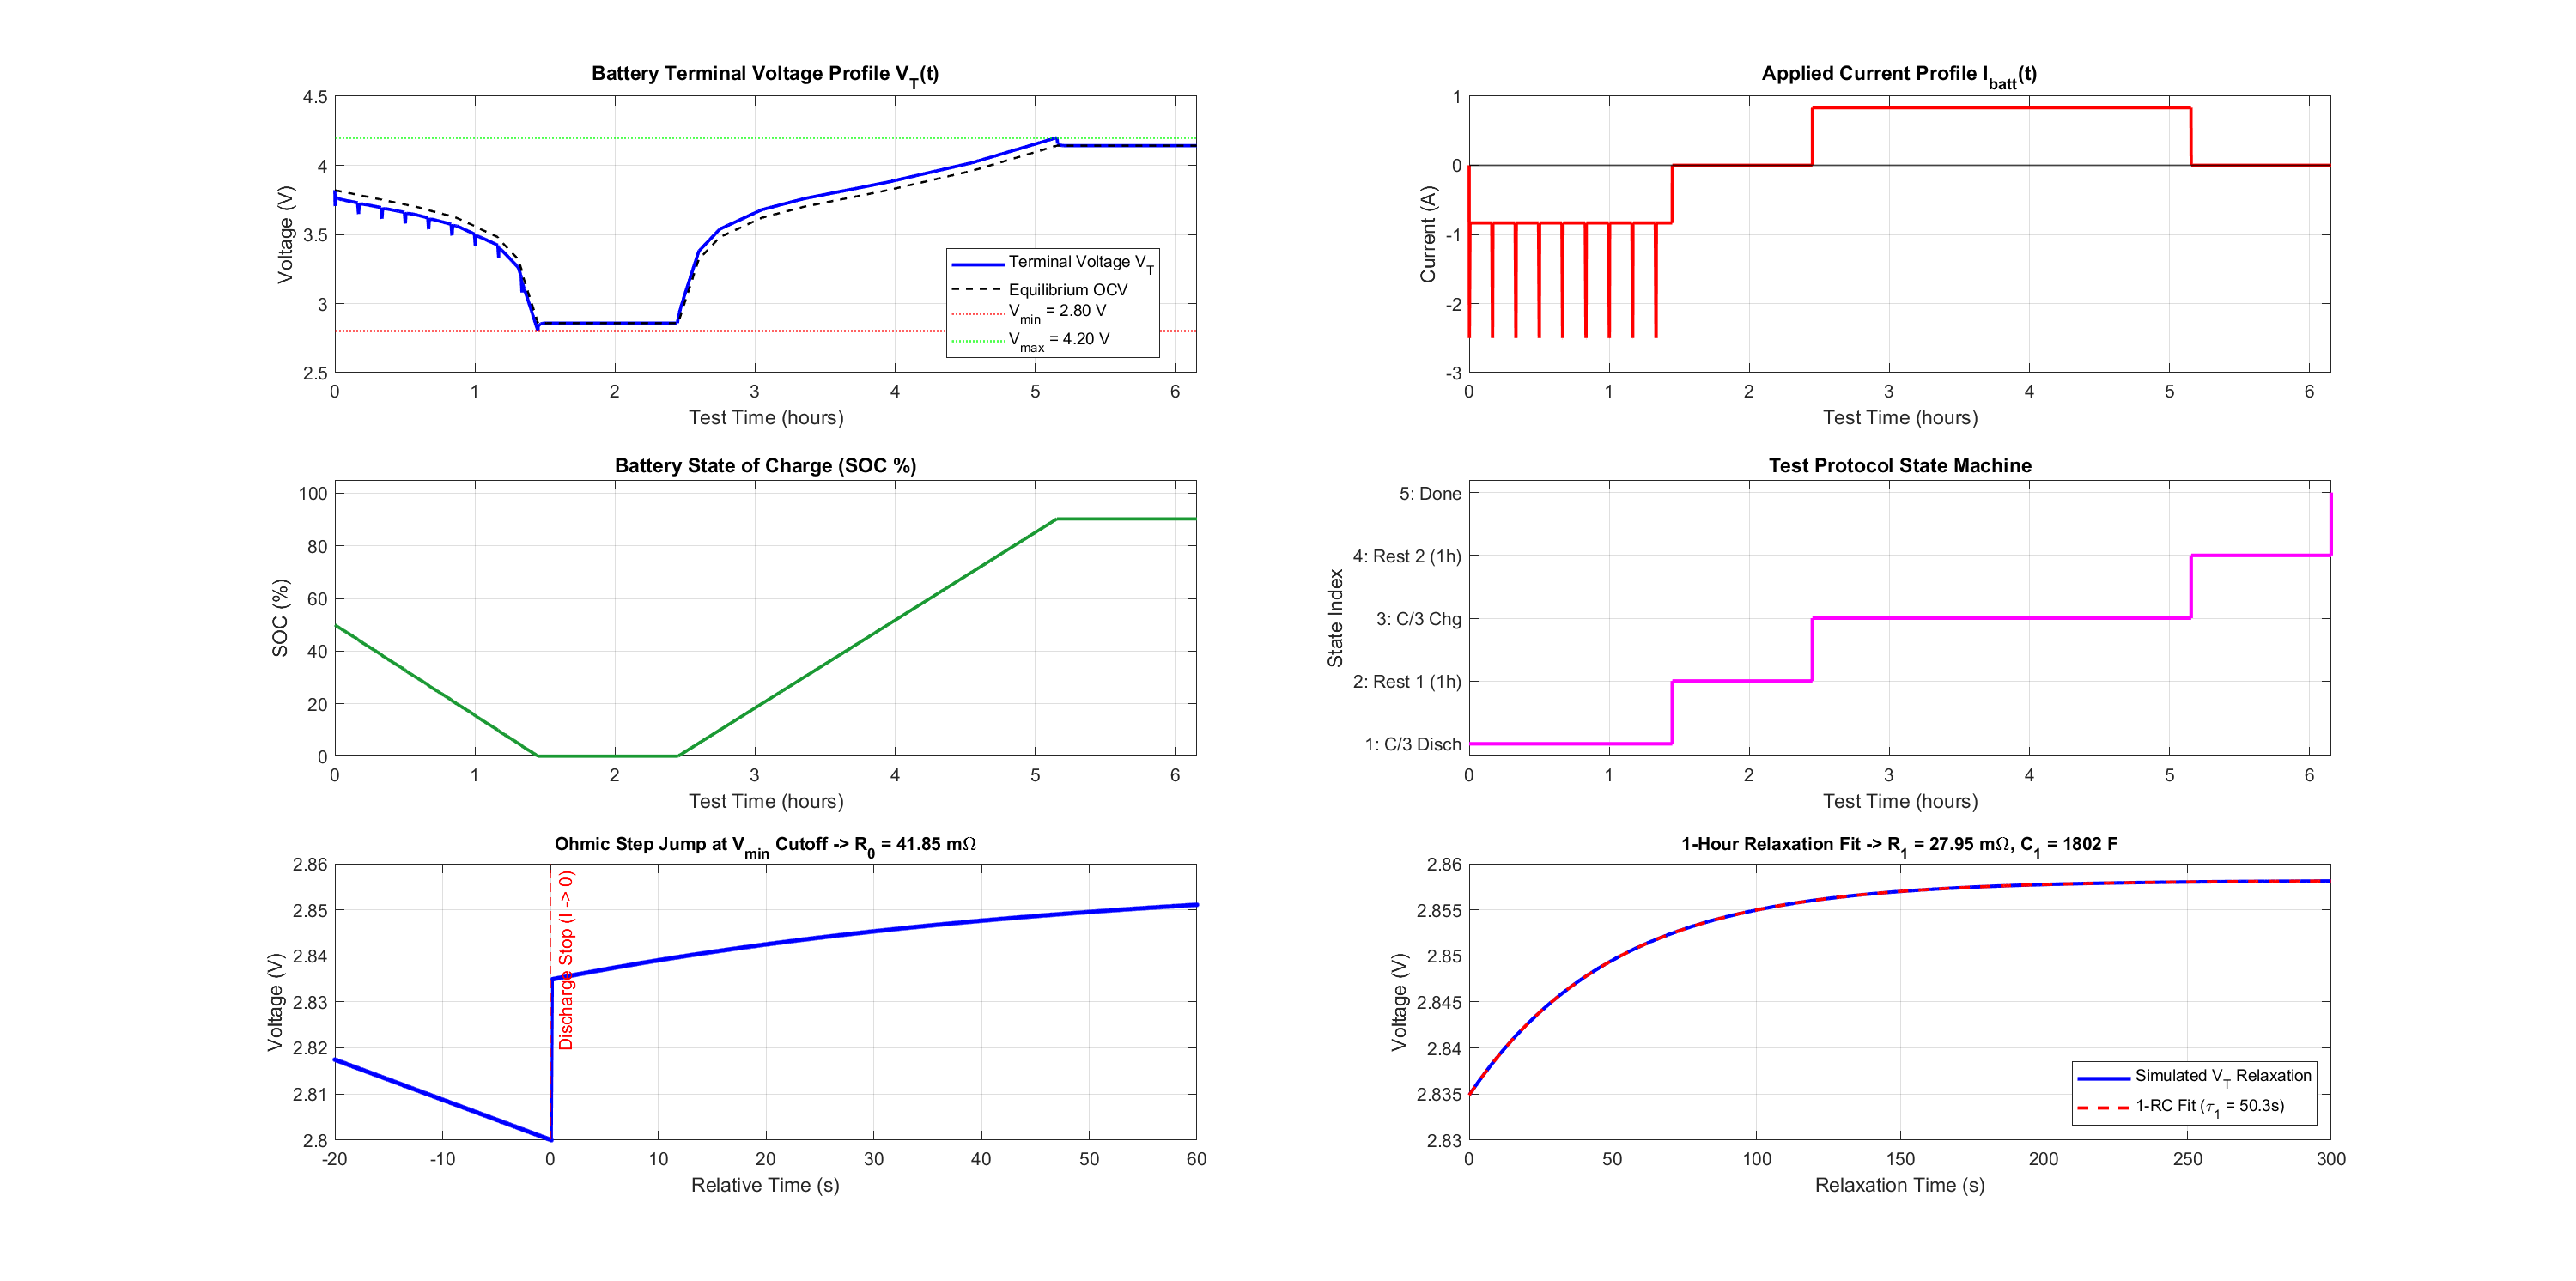 Battery Terminal Voltage Profile V_T(t)
4.5
4
3.5
3
2.5
Voltage (V)
0 1 2 3 4 5 6
Test Time (hours)
Terminal Voltage V_T
Equilibrium OCV
V_min = 2.80 V
V_max = 4.20 V
Applied Current Profile I_batt(t)
1
0
-1
-2
-3
Current (A)
0 1 2 3 4 5 6
Test Time (hours)
Battery State of Charge (SOC %)
100
80
60
40
20
0
SOC (%)
0 1 2 3 4 5 6
Test Time (hours)
Test Protocol State Machine
5: Done
4: Rest 2 (1h)
3: C/3 Chg
2: Rest 1 (1h)
1: C/3 Disch
State Index
0 1 2 3 4 5 6
Test Time (hours)
Ohmic Step Jump at V_min Cutoff -> R_0 = 41.85 mΩ
2.86
2.85
2.84
2.83
2.82
2.81
2.8
Voltage (V)
Discharge Stop (I -> 0)
-20 -10 0 10 20 30 40 50 60
Relative Time (s)
1-Hour Relaxation Fit -> R_1 = 27.95 mΩ, C_1 = 1802 F
2.86
2.855
2.85
2.845
2.84
2.835
2.83
Voltage (V)
Simulated V_T Relaxation
1-RC Fit (τ_1 = 50.3s)
0 50 100 150 200 250 300
Relaxation Time (s)